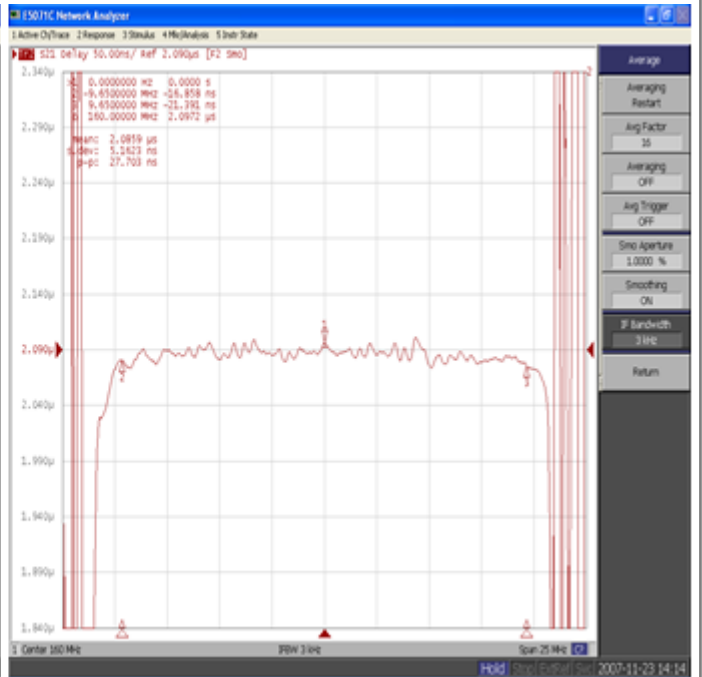 E5071C Network Analyzer
1 Active Ch/Trace 2 Response 3 Stimulus 4 Mkr/Analysis 5 Instr State
S21 Delay 50.00ns/ Ref 2.090µs [F2 Smo]
2.340µ
2.290µ
2.240µ
2.190µ
2.140µ
2.090µ
2.040µ
1.990µ
1.940µ
1.890µ
1.840µ
0.0000000 HZ 0.0000 s
-9.6500000 MHz -16.858 ns
9.6500000 MHz -21.391 ns
160.00000 MHz 2.0972 µs
mean: 2.0859 µs
s.dev: 5.1623 ns
p-p: 27.703 ns
2
1 Center 160 MHz
IFBW 3 kHz
Span 25 MHz
Average
Averaging
Restart
Avg Factor
16
Averaging
OFF
Avg Trigger
OFF
Smo Aperture
1.0000 %
Smoothing
ON
IF Bandwidth
3 kHz
Return
Hold Stop ExtRef Svc 2007-11-23 14:14